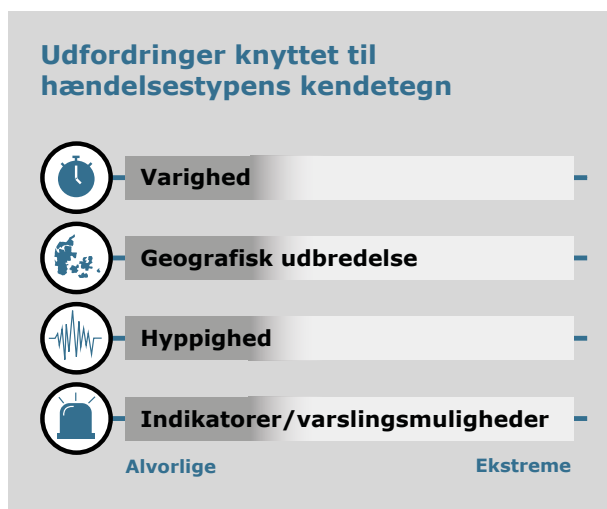 Udfordringer knyttet til
hændelsestypens kendetegn
Varighed
Geografisk udbredelse
Hyppighed
Indikatorer/varslingsmuligheder
Alvorlige Ekstreme